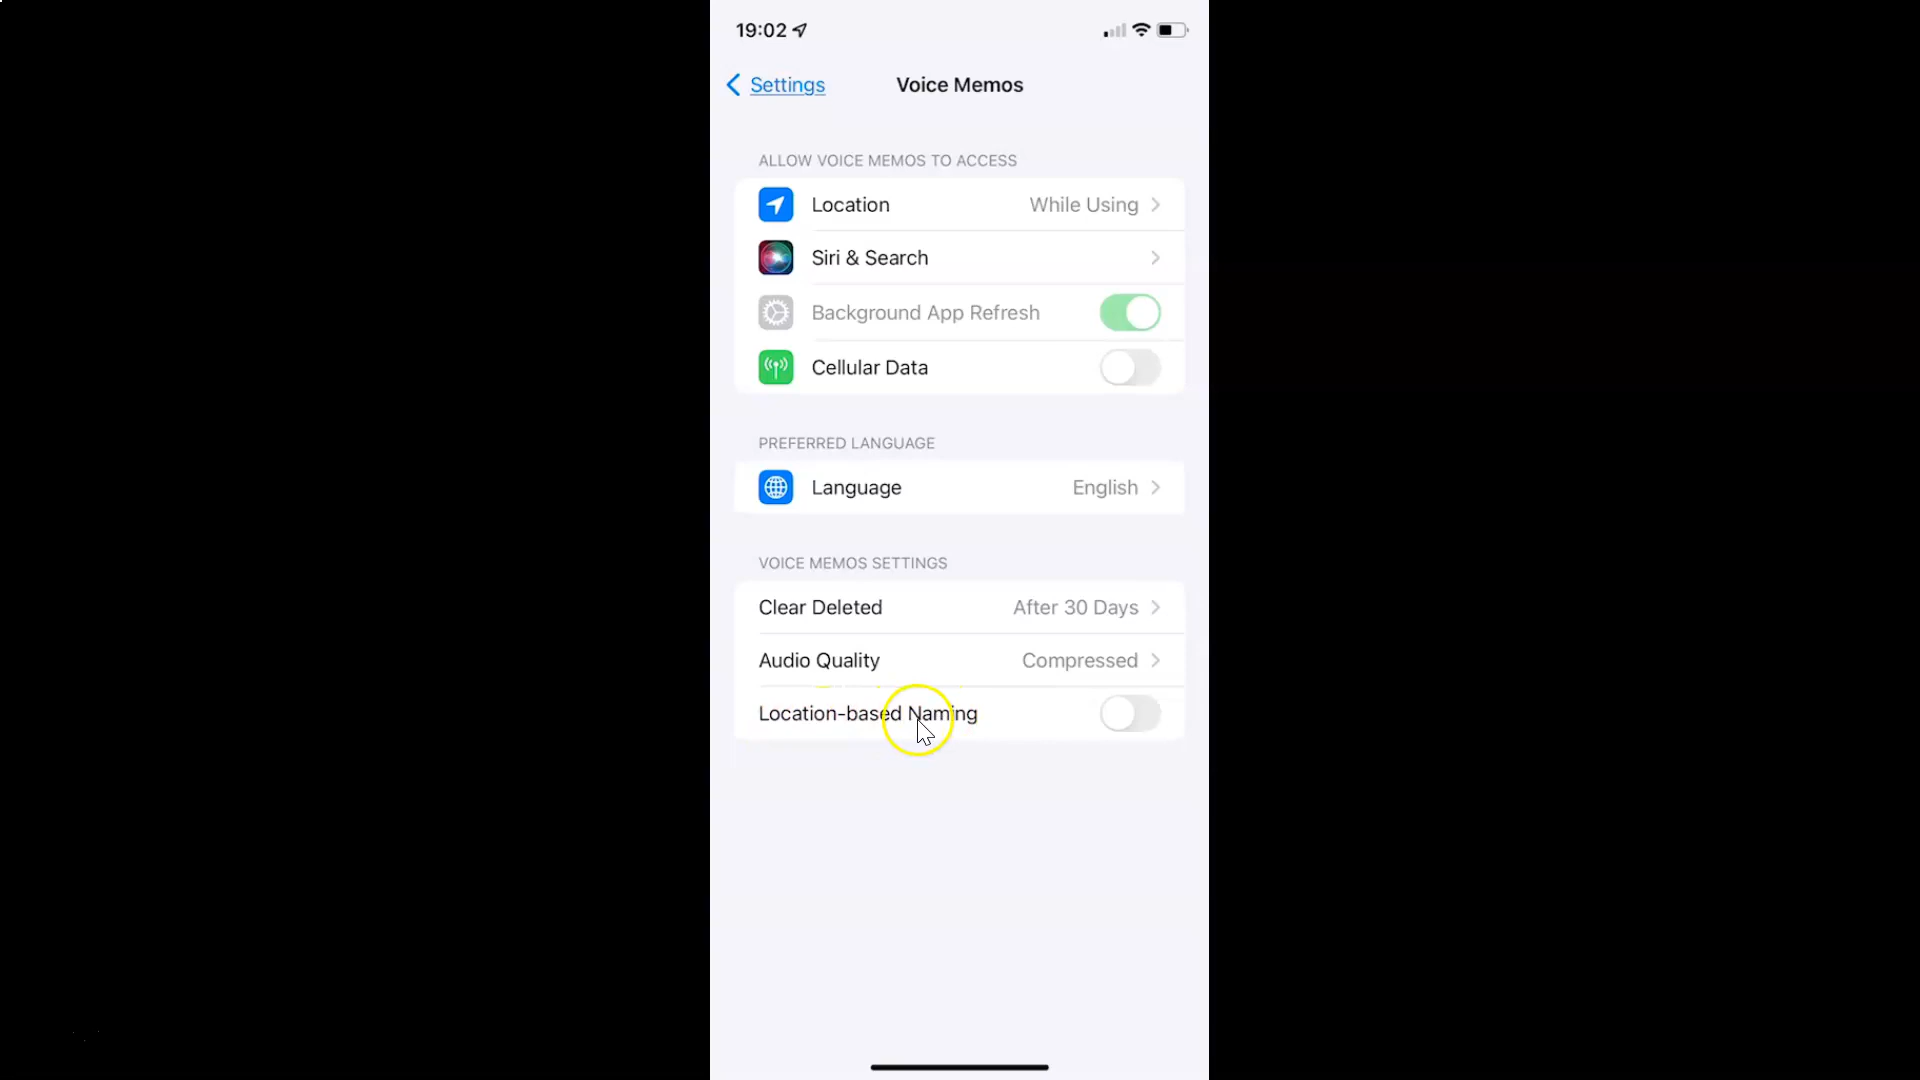 19:02
Settings
Voice Memos
ALLOW VOICE MEMOS TO ACCESS
Location While Using
Siri & Search
Background App Refresh
Cellular Data
PREFERRED LANGUAGE
Language English
VOICE MEMOS SETTINGS
Clear Deleted After 30 Days
Audio Quality Compressed
Location-based Naming